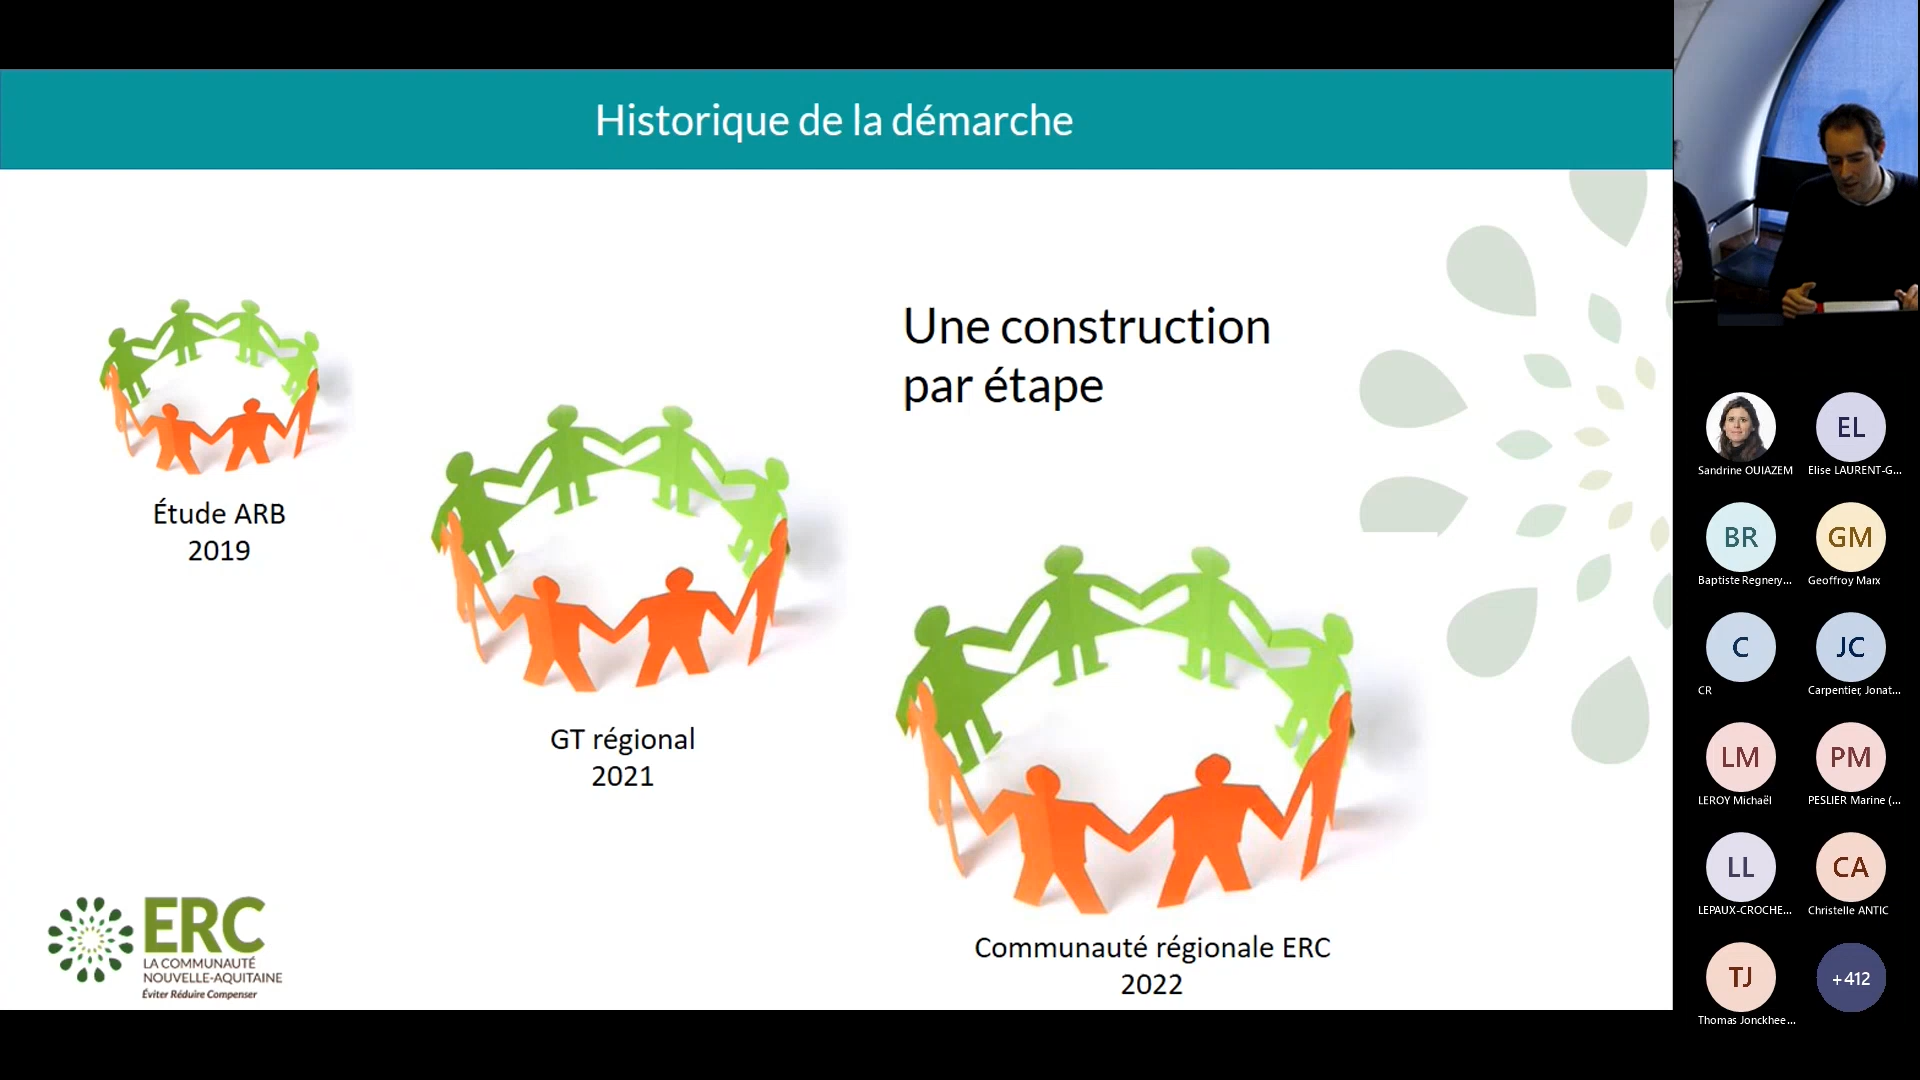 Historique de la démarche
Une construction
par étape
Étude ARB
2019
GT régional
2021
Communauté régionale ERC
2022
ERC
LA COMMUNAUTÉ
NOUVELLE-AQUITAINE
Éviter Réduire Compenser
Sandrine OUIAZEM
EL
Elise LAURENT-G...
BR
Baptiste Regnery...
GM
Geoffroy Marx
C
CR
JC
Carpentier, Jonat...
LM
LEROY Michaël
PM
PESLIER Marine (...
LL
LEPAUX-CROCHE...
CA
Christelle ANTIC
TJ
Thomas Jonckhee...
+412